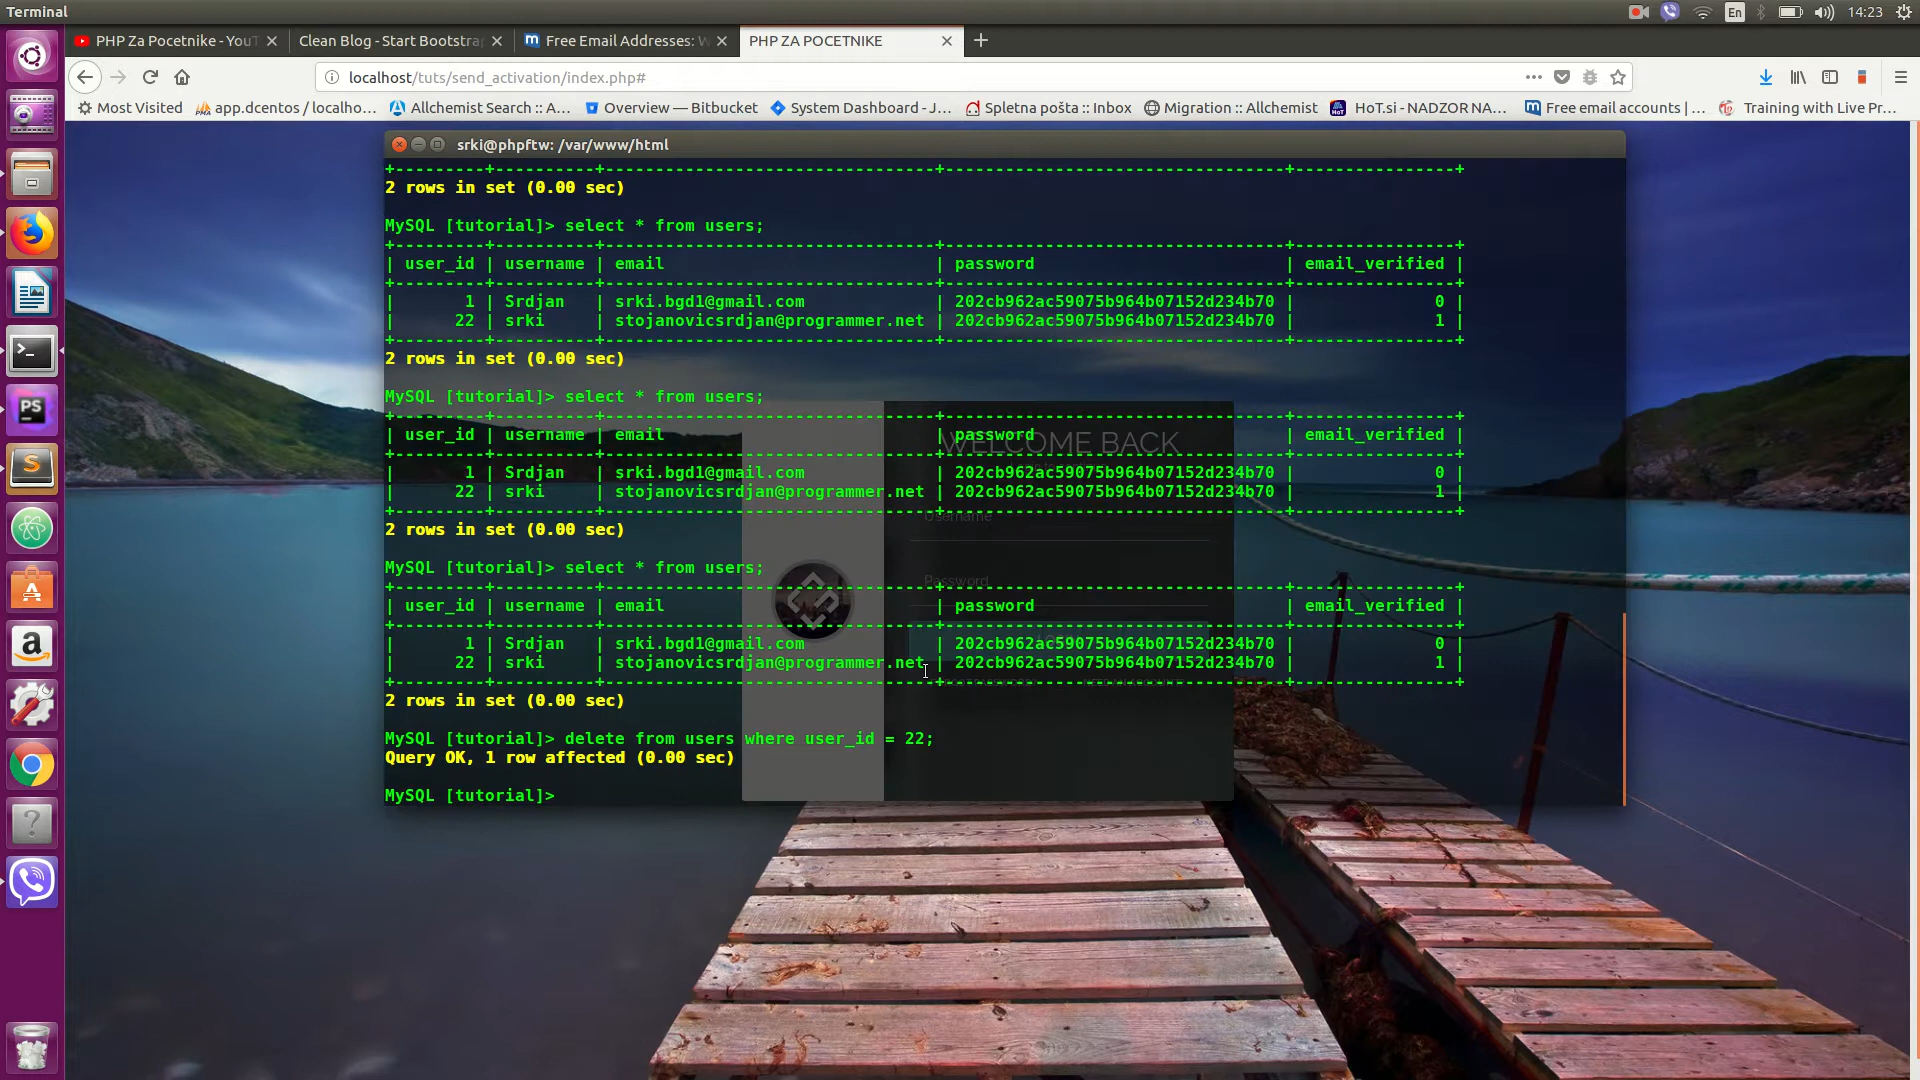 Terminal
En
14:23
PHP Za Pocetnike - YouT
Clean Blog - Start Bootstra
Free Email Addresses: W
PHP ZA POCETNIKE
localhost/tuts/send_activation/index.php#
Most Visited
app.dcentos / localho...
Allchemist Search :: A...
Overview — Bitbucket
System Dashboard - J...
Spletna pošta :: Inbox
Migration :: Allchemist
HoT.si - NADZOR NA...
Free email accounts | ...
Training with Live Pr...
srki@phpftw: /var/www/html
+----------+----------+---------------------------------+----------------------------------+----------------+
2 rows in set (0.00 sec)
MySQL [tutorial]> select * from users;
+---------+----------+---------------------------------+----------------------------------+----------------+
| user_id | username | email | password | email_verified |
+---------+----------+---------------------------------+----------------------------------+----------------+
| 1 | Srdjan | srki.bgd1@gmail.com | 202cb962ac59075b964b07152d234b70 | 0 |
| 22 | srki | stojanovicsrdjan@programmer.net | 202cb962ac59075b964b07152d234b70 | 1 |
+---------+----------+---------------------------------+----------------------------------+----------------+
2 rows in set (0.00 sec)
MySQL [tutorial]> select * from users;
+---------+----------+---------------------------------+----------------------------------+----------------+
| user_id | username | email | password | email_verified |
WELCOME BACK
+---------+----------+---------------------------------+----------------------------------+----------------+
| 1 | Srdjan | srki.bgd1@gmail.com | 202cb962ac59075b964b07152d234b70 | 0 |
| 22 | srki | stojanovicsrdjan@programmer.net | 202cb962ac59075b964b07152d234b70 | 1 |
+---------+----------+---------------------------------+----------------------------------+----------------+
Username
2 rows in set (0.00 sec)
MySQL [tutorial]> select * from users;
Password
+---------+----------+---------------------------------+----------------------------------+----------------+
| user_id | username | email | password | email_verified |
+---------+----------+---------------------------------+----------------------------------+----------------+
| 1 | Srdjan | srki.bgd1@gmail.com | 202cb962ac59075b964b07152d234b70 | 0 |
| 22 | srki | stojanovicsrdjan@programmer.net | 202cb962ac59075b964b07152d234b70 | 1 |
+---------+----------+---------------------------------+----------------------------------+----------------+
2 rows in set (0.00 sec)
MySQL [tutorial]> delete from users where user_id = 22;
Query OK, 1 row affected (0.00 sec)
MySQL [tutorial]>